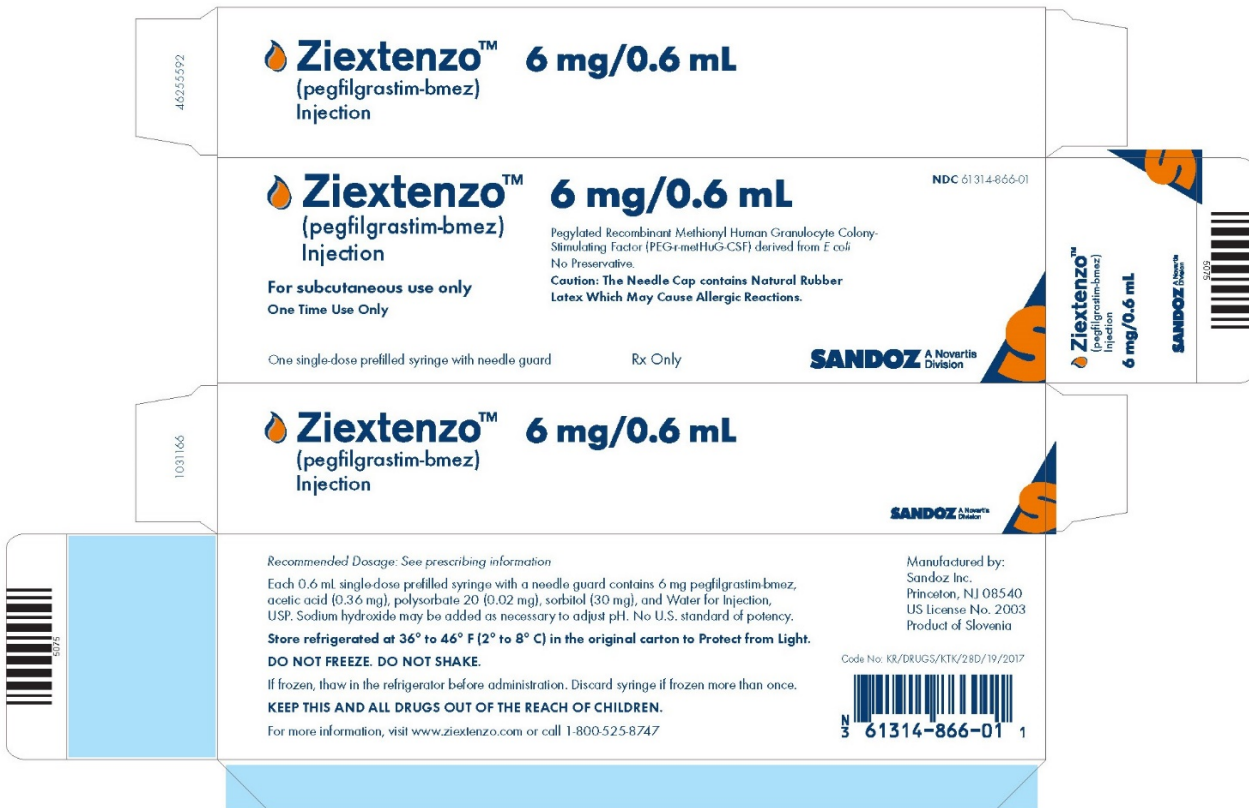 46255592
Ziextenzo™ 6 mg/0.6 mL
(pegfilgrastim-bmez)
Injection
Ziextenzo™ 6 mg/0.6 mL
(pegfilgrastim-bmez)
Injection
For subcutaneous use only
One Time Use Only
One single-dose prefilled syringe with needle guard
NDC 61314-866-01
Pegylated Recombinant Methionyl Human Granulocyte Colony-
Stimulating Factor (PEG-r-metHuG-CSF) derived from E coli
No Preservative.
Caution: The Needle Cap contains Natural Rubber
Latex Which May Cause Allergic Reactions.
Rx Only
SANDOZ A Novartis
Division
S
S
Ziextenzo™
(pegfilgrastim-bmez)
Injection
6 mg/0.6 mL
SANDOZ A Novartis
Division
5075
1031166
Ziextenzo™ 6 mg/0.6 mL
(pegfilgrastim-bmez)
Injection
SANDOZ A Novartis
Division
S
5075
Recommended Dosage: See prescribing information
Each 0.6 mL single-dose prefilled syringe with a needle guard contains 6 mg pegfilgrastim-bmez,
acetic acid (0.36 mg), polysorbate 20 (0.02 mg), sorbitol (30 mg), and Water for Injection,
USP. Sodium hydroxide may be added as necessary to adjust pH. No U.S. standard of potency.
Store refrigerated at 36° to 46° F (2° to 8° C) in the original carton to Protect from Light.
DO NOT FREEZE. DO NOT SHAKE.
If frozen, thaw in the refrigerator before administration. Discard syringe if frozen more than once.
KEEP THIS AND ALL DRUGS OUT OF THE REACH OF CHILDREN.
For more information, visit www.ziextenzo.com or call 1-800-525-8747
Manufactured by:
Sandoz Inc.
Princeton, NJ 08540
US License No. 2003
Product of Slovenia
Code No: KR/DRUGS/KTK/28D/19/2017
N
3 61314-866-01 1